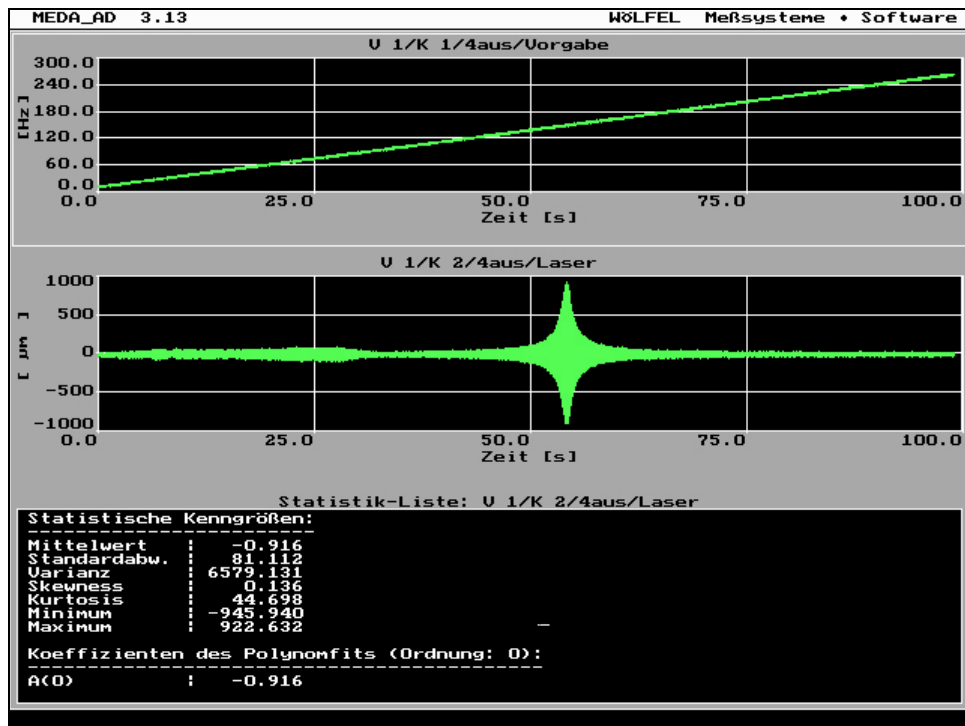 MEDA_AD 3.13 WÖLFEL Meßsysteme • Software
V 1/K 1/4aus/Vorgabe
300.0
240.0
180.0
120.0
60.0
0.0
[Hz]
0.0 25.0 50.0 75.0 100.0
Zeit [s]
V 1/K 2/4aus/Laser
1000
500
0
-500
-1000
[ µm ]
0.0 25.0 50.0 75.0 100.0
Zeit [s]
Statistik-Liste: V 1/K 2/4aus/Laser
Statistische Kenngrößen:
------------------------
Mittelwert ¦ -0.916
Standardabw. ¦ 81.112
Varianz ¦ 6579.131
Skewness ¦ 0.136
Kurtosis ¦ 44.698
Minimum ¦ -945.940
Maximum ¦ 922.632
Koeffizienten des Polynomfits (Ordnung: 0):
-------------------------------------------
A(0) ¦ -0.916